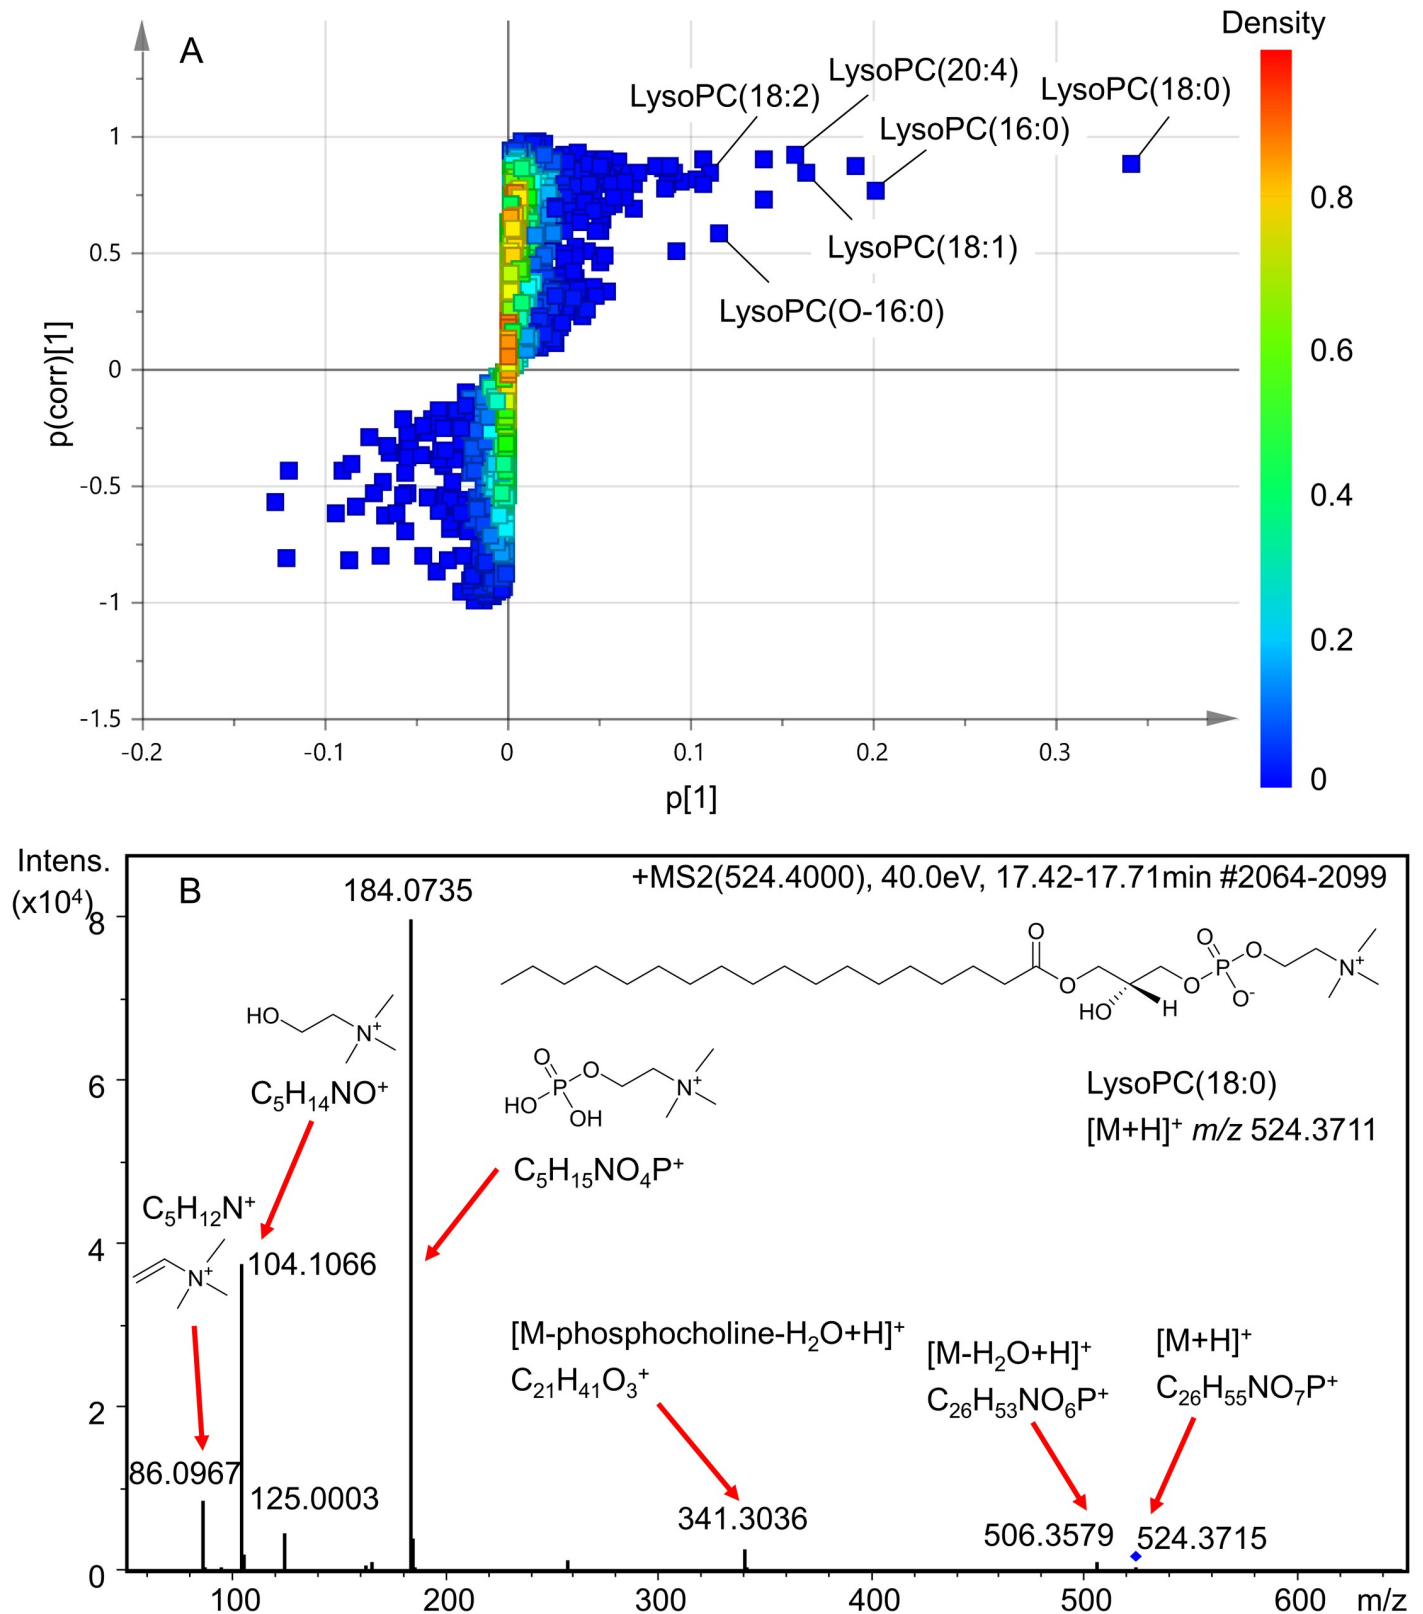 Density
A
LysoPC(20:4)
LysoPC(18:2)
LysoPC(18:0)
LysoPC(16:0)
LysoPC(18:1)
LysoPC(O-16:0)
1
0.5
0
-0.5
-1
-1.5
p(corr)[1]
-0.2
-0.1
0
0.1
0.2
0.3
p[1]
0.8
0.6
0.4
0.2
0
Intens.
(x10⁴)
B
+MS2(524.4000), 40.0eV, 17.42-17.71min #2064-2099
184.0735
8
6
4
2
0
O
O
HO
H
O
P
O
O
O⁻
N⁺
LysoPC(18:0)
[M+H]⁺ m/z 524.3711
HO
N⁺
C₅H₁₄NO⁺
O
P
O
HO
OH
N⁺
C₅H₁₅NO₄P⁺
C₅H₁₂N⁺
N⁺
104.1066
86.0967
125.0003
[M-phosphocholine-H₂O+H]⁺
C₂₁H₄₁O₃⁺
341.3036
[M-H₂O+H]⁺
C₂₆H₅₃NO₆P⁺
506.3579
[M+H]⁺
C₂₆H₅₅NO₇P⁺
524.3715
100
200
300
400
500
600
m/z